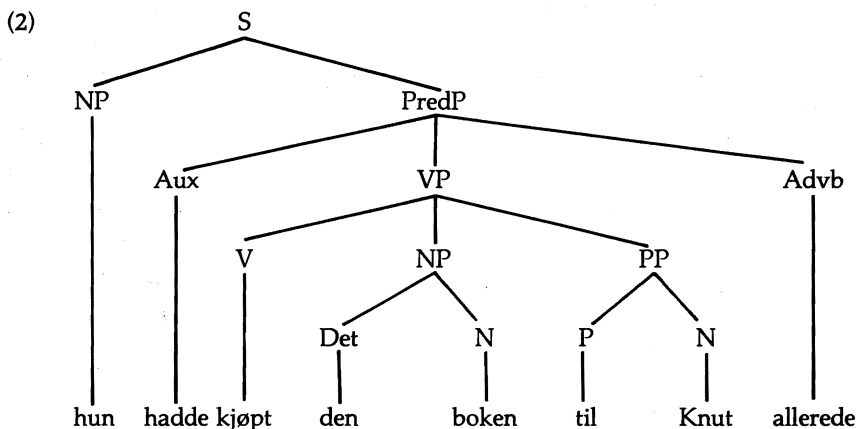 (2)
S
NP PredP
Aux VP Advb
V NP PP
Det N P N
hun hadde kjøpt den boken til Knut allerede